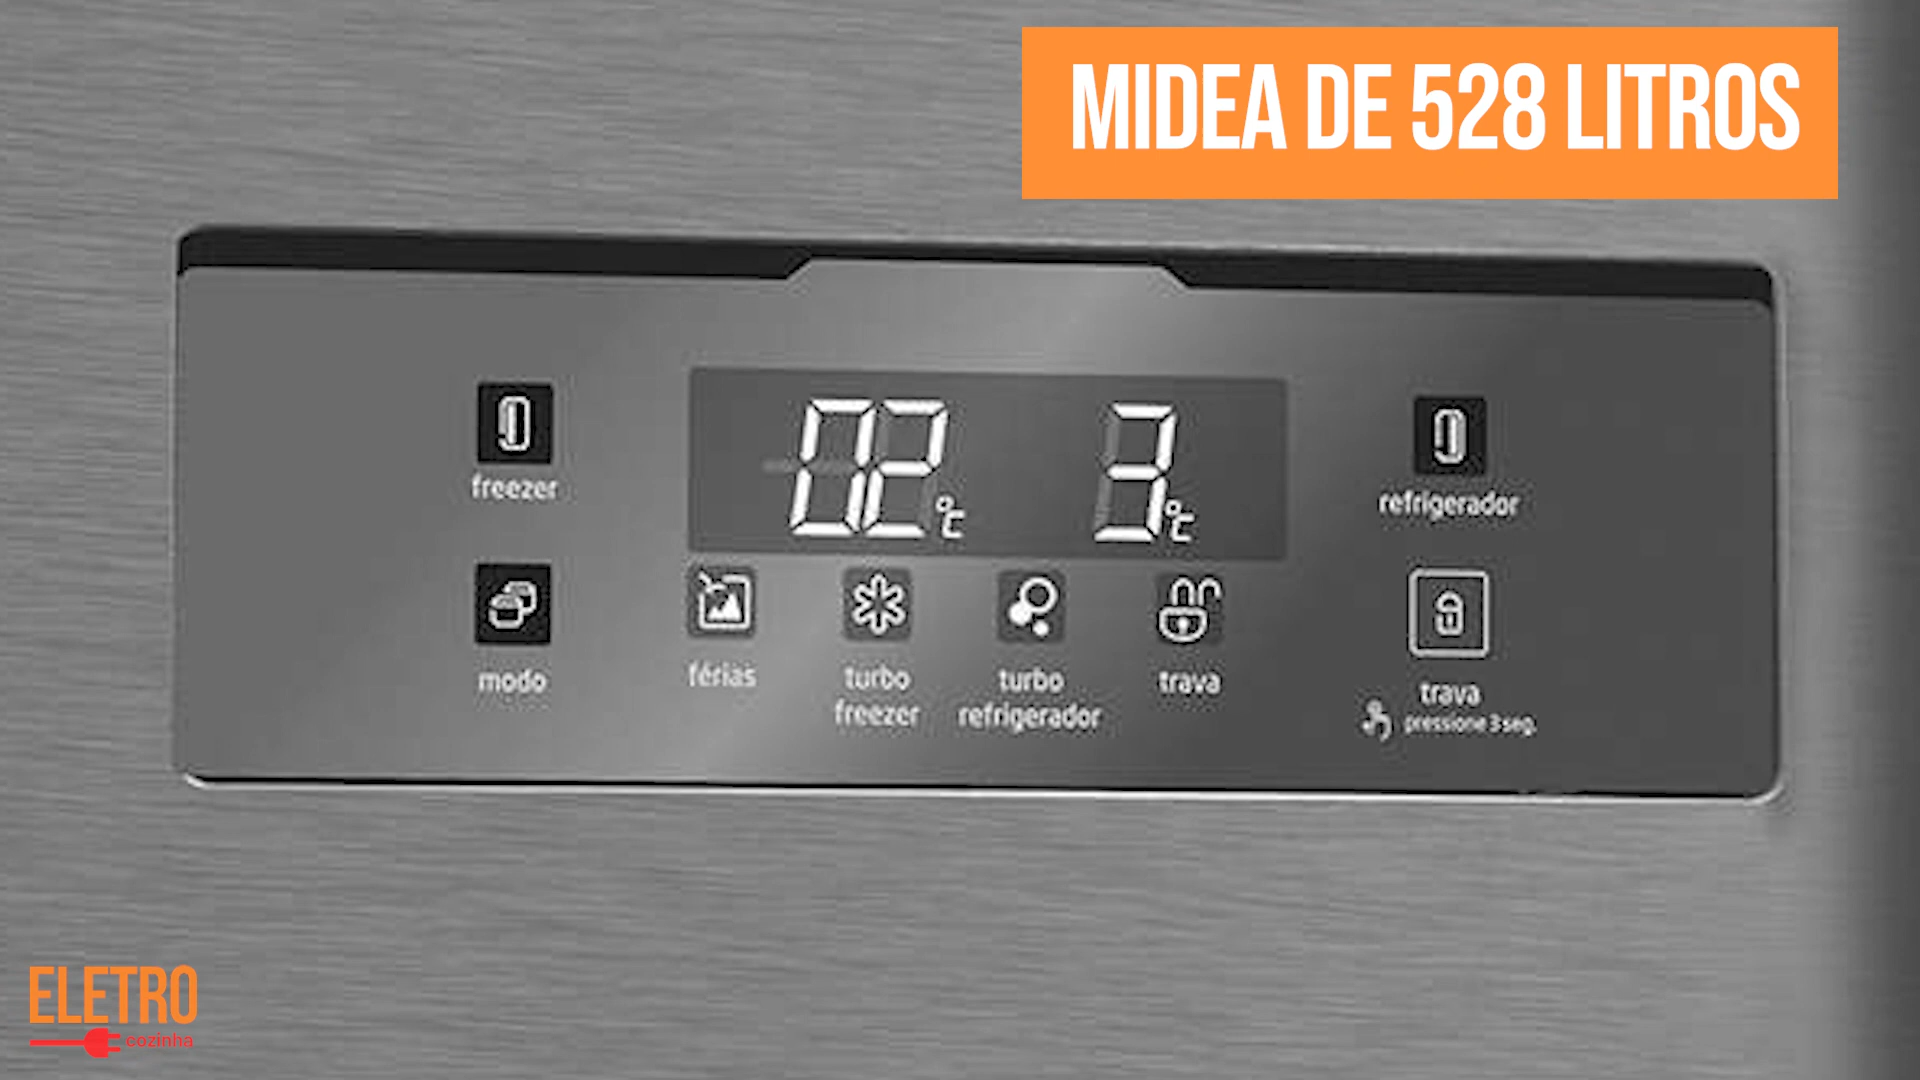 MIDEA DE 528 LITROS
freezer
02 °C
3 °C
refrigerador
modo
férias
turbo
freezer
turbo
refrigerador
trava
trava
pressione 3 seg.
ELETRO
cozinha